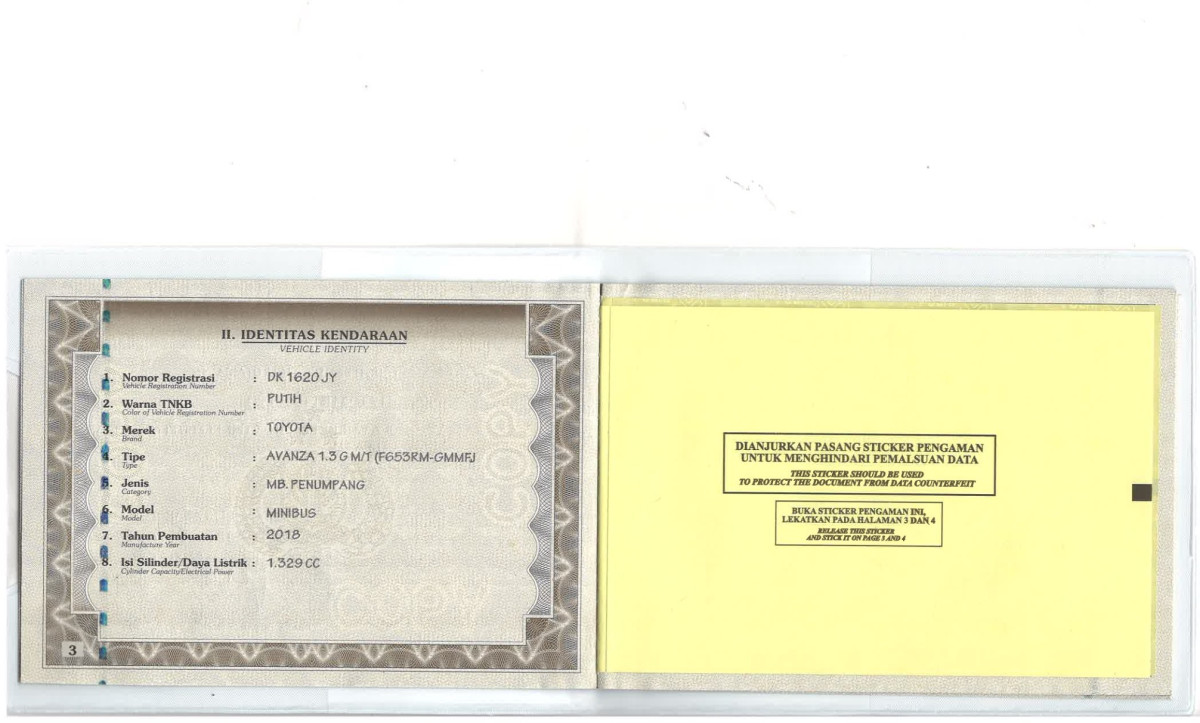 II. IDENTITAS KENDARAAN
VEHICLE IDENTITY
1. Nomor Registrasi : DK 1620 JY
Vehicle Registration Number
2. Warna TNKB : PUTIH
Color of Vehicle Registration Number
3. Merek : TOYOTA
Brand
4. Tipe : AVANZA 1.3 G M/T (F653RM-GMMFJ
Type
5. Jenis : MB. PENUMPANG
Category
6. Model : MINIBUS
Model
7. Tahun Pembuatan : 2018
Manufacture Year
8. Isi Silinder/Daya Listrik : 1.329 CC
Cylinder Capacity/Electrical Power
COPY
COPY
3
DIANJURKAN PASANG STICKER PENGAMAN
UNTUK MENGHINDARI PEMALSUAN DATA
THIS STICKER SHOULD BE USED
TO PROTECT THE DOCUMENT FROM DATA COUNTERFEIT
BUKA STICKER PENGAMAN INI,
LEKATKAN PADA HALAMAN 3 DAN 4
RELEASE THIS STICKER
AND STICK IT ON PAGE 3 AND 4